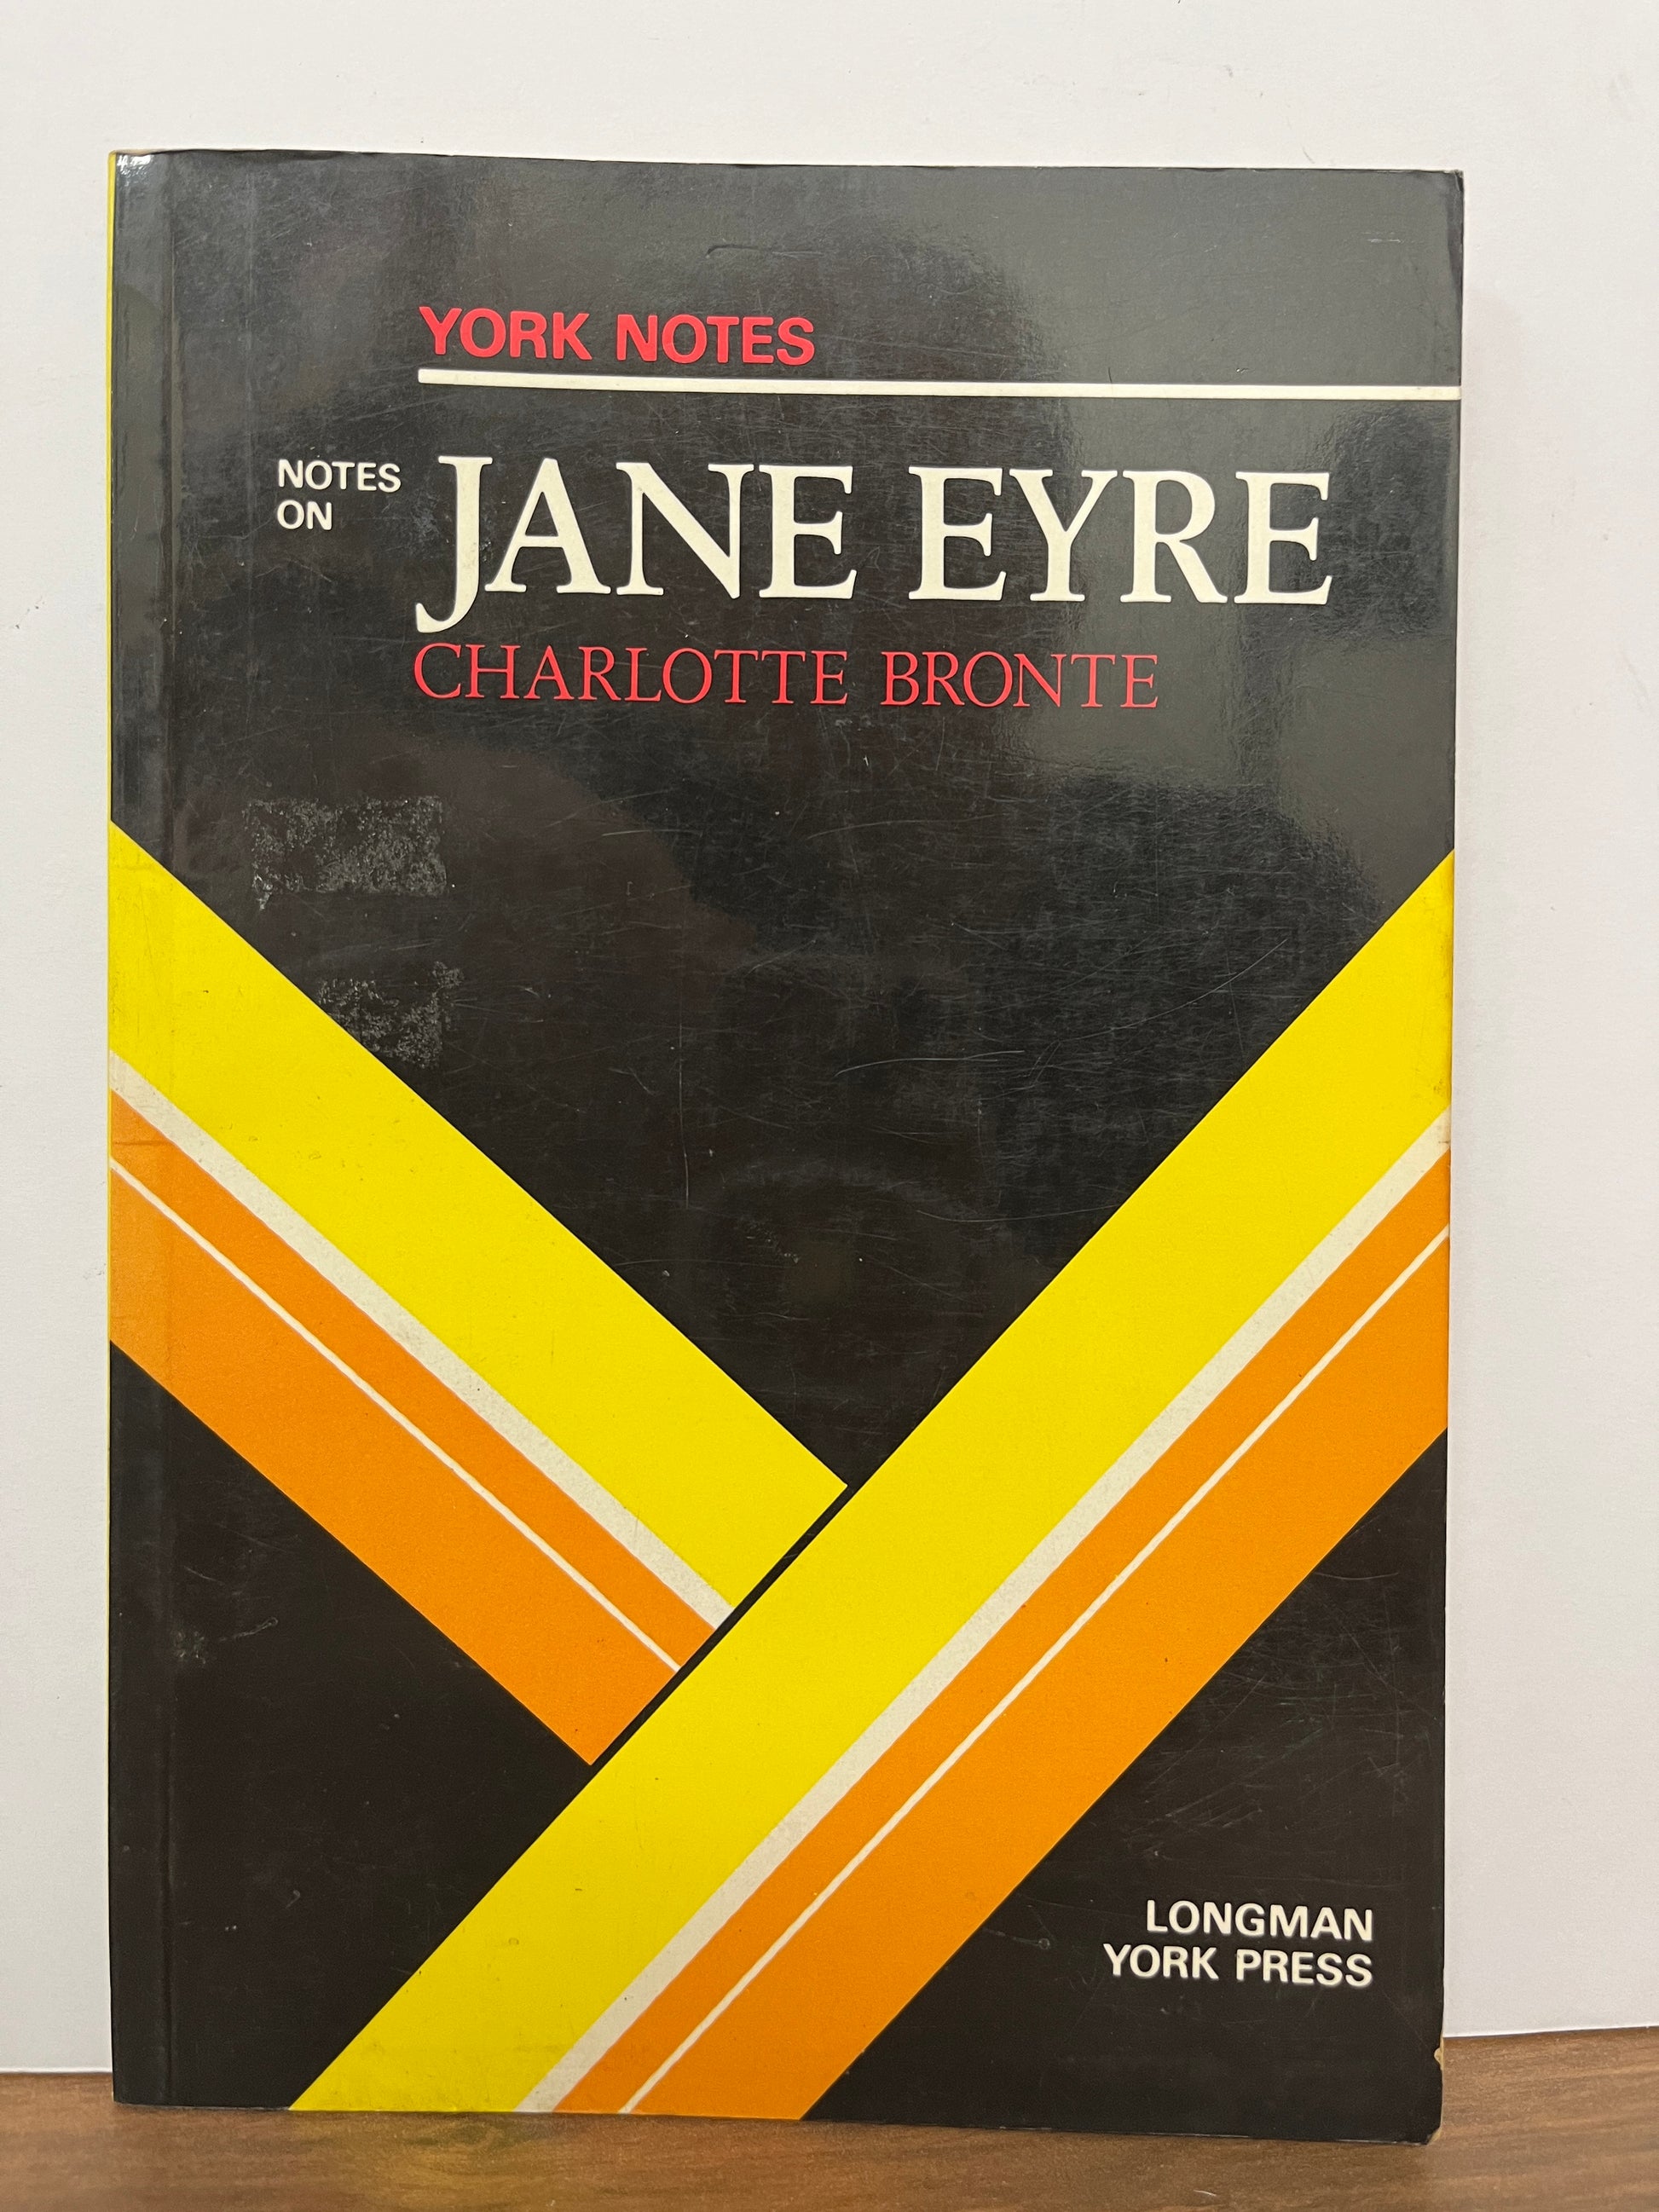 YORK NOTES
NOTES
ON
JANE EYRE
CHARLOTTE BRONTE
LONGMAN
YORK PRESS